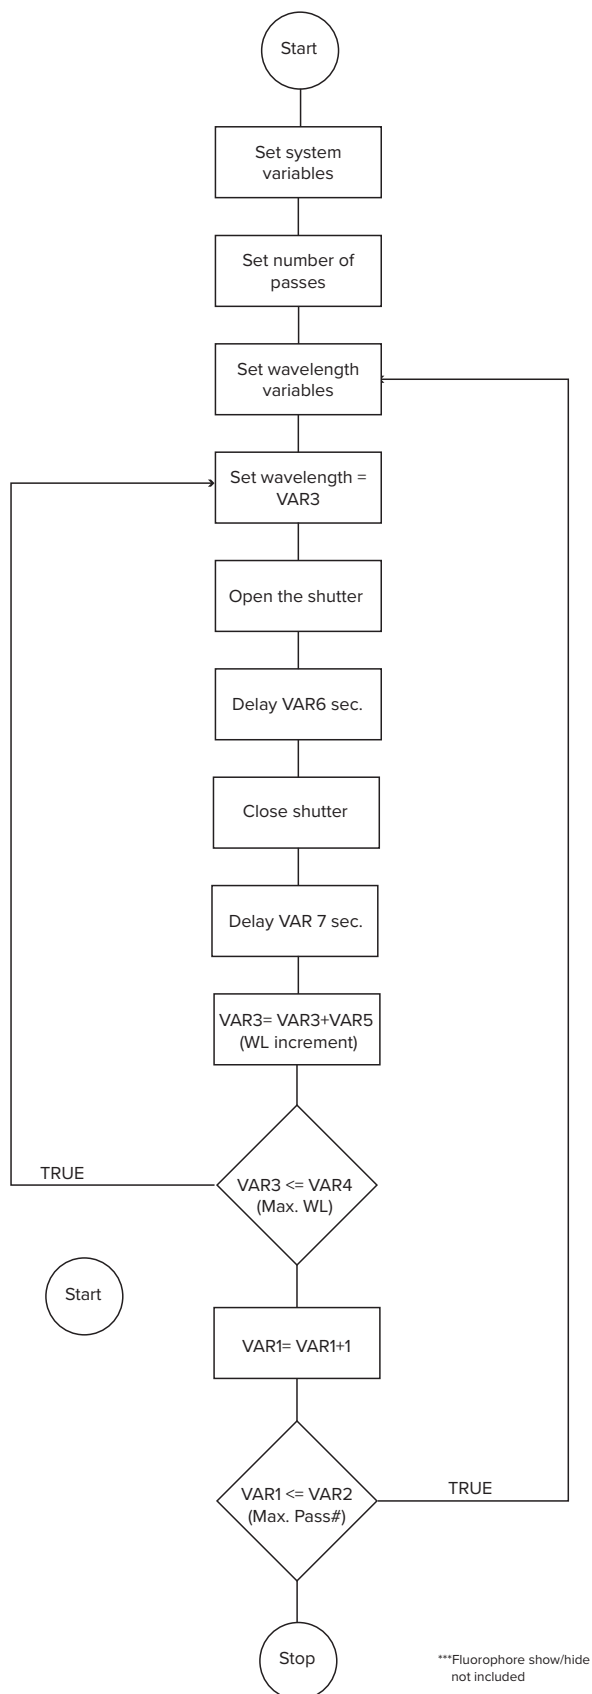 Start
Set system
variables
Set number of
passes
Set wavelength
variables
Set wavelength =
VAR3
Open the shutter
Delay VAR6 sec.
Close shutter
Delay VAR 7 sec.
VAR3= VAR3+VAR5
(WL increment)
TRUE
VAR3 <= VAR4
(Max. WL)
Start
VAR1= VAR1+1
VAR1 <= VAR2
(Max. Pass#)
TRUE
Stop
***Fluorophore show/hide
not included